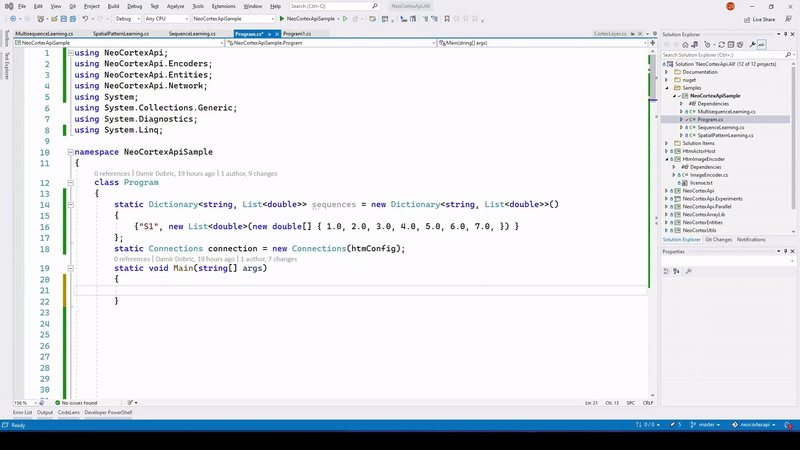 File Edit View Git Project Build Debug Test Analyze Tools Extensions Window Help Search (Ctrl+Q) NeoCortexApi.All
Debug Any CPU NeoCortexApiSample NeoCortexApiSample Live Share
MultisequenceLearning.cs SpatialPatternLearning.cs SequenceLearning.cs Program.cs* Program1.cs CortexLayer.cs
NeoCortexApiSample NeoCortexApiSample.Program Main(string[] args)
Toolbox
Test Explorer
1 using NeoCortexApi;
2 using NeoCortexApi.Encoders;
3 using NeoCortexApi.Entities;
4 using NeoCortexApi.Network;
5 using System;
6 using System.Collections.Generic;
7 using System.Diagnostics;
8 using System.Linq;
9
10 namespace NeoCortexApiSample
11 {
0 references | Damir Dobric, 19 hours ago | 1 author, 9 changes
12 class Program
13 {
14 static Dictionary<string, List<double>> sequences = new Dictionary<string, List<double>>()
15 {
16 {"S1", new List<double>(new double[] { 1.0, 2.0, 3.0, 4.0, 5.0, 6.0, 7.0, }) }
17 };
18 static Connections connection = new Connections(htmConfig);
0 references | Damir Dobric, 19 hours ago | 1 author, 7 changes
19 static void Main(string[] args)
20 {
21
22 }
23
24
25
26
27
28
29
30
156 % No issues found Ln: 21 Ch: 13 SPC CRLF
Error List Output CodeLens Developer PowerShell
Solution Explorer
Search Solution Explorer (Ctrl+;)
Solution 'NeoCortexApi.All' (12 of 12 projects)
Documentation
nuget
Samples
NeoCortexApiSample
Dependencies
MultisequenceLearning.cs
Program.cs
SequenceLearning.cs
SpatialPatternLearning.cs
Solution Items
HtmActorHost
HtmImageEncoder
Dependencies
ImageEncoder.cs
license.txt
NeoCortexApi
NeoCortexApi.Experiments
NeoCortexApi.Parallel
NeoCortexArrayLib
NeoCortexEntities
NeoCortexUtils
Solution Explorer Git Changes Notifications
Properties
Ready 0 / 0 5 master neocortexapi